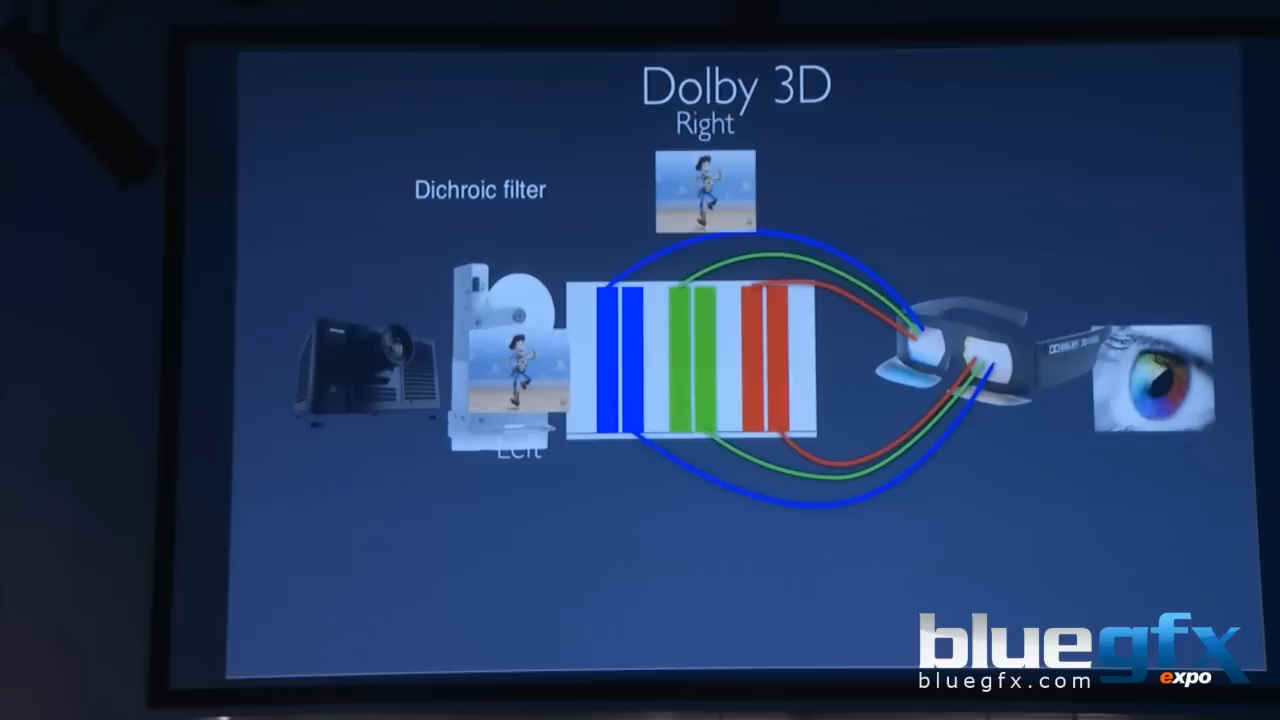 Dolby 3D
Right
Dichroic filter
Left
bluegfx
expo
bluegfx.com